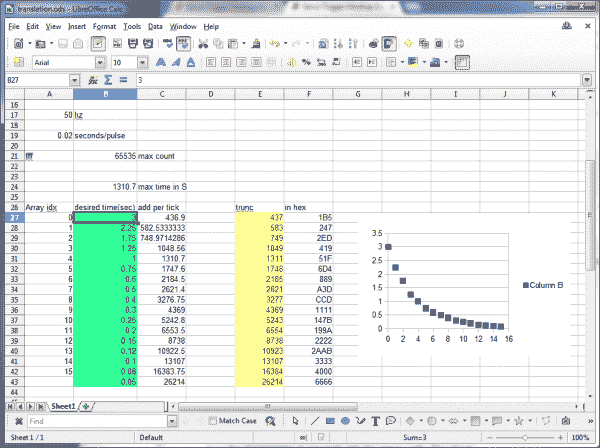 translation.ods - LibreOffice Calc
File Edit View Insert Format Tools Data Window Help
Arial 10
B27 3
A B C D E F G H I J K
16
17 50 hz
18
19 0.02 seconds/pulse
20
21 65535 max count
22
23
24 1310.7 max time in S
25
26 Array idx desired time(sec) add per tick trunc in hex
27 0 3 436.9 437 1B5
28 1 2.25 582.5333333 583 247
29 2 1.75 748.9714286 749 2ED
30 3 1.25 1048.56 1049 419
31 4 1 1310.7 1311 51F
32 5 0.75 1747.6 1748 6D4
33 6 0.6 2184.5 2185 889
34 7 0.5 2621.4 2621 A3D
35 8 0.4 3276.75 3277 CCD
36 9 0.3 4369 4369 1111
37 10 0.25 5242.8 5243 147B
38 11 0.2 6553.5 6554 199A
39 12 0.15 8738 8738 2222
40 13 0.12 10922.5 10923 2AAB
41 14 0.1 13107 13107 3333
42 15 0.08 16383.75 16384 4000
43 0.05 26214 26214 6666
44
3.5
3
2.5
2
1.5
1
0.5
0
0 2 4 6 8 10 12 14 16
Column B
Sheet1
Find Match Case
Sheet 1 / 1 Default Sum=3 100%